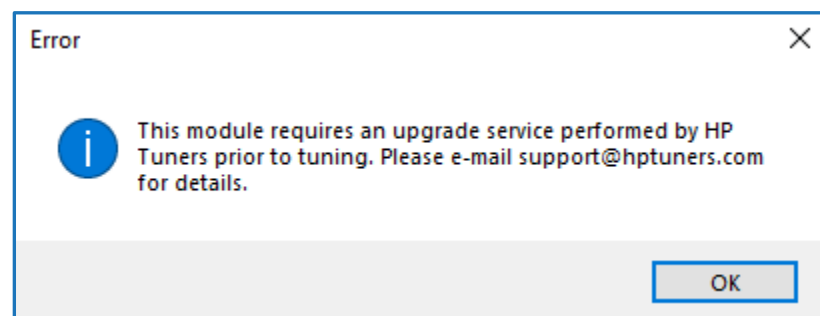 Error
This module requires an upgrade service performed by HP
Tuners prior to tuning. Please e-mail support@hptuners.com
for details.
OK